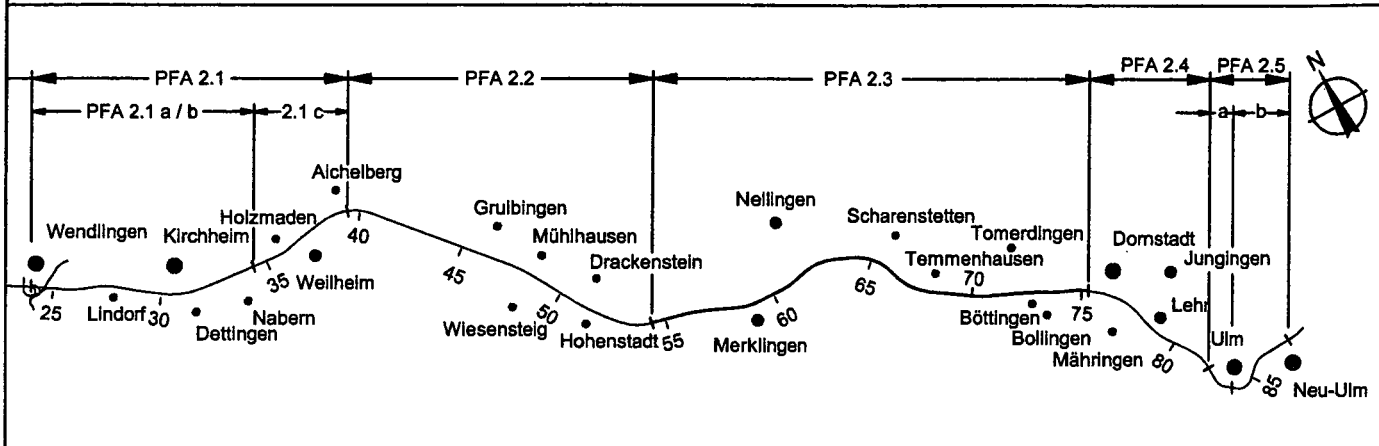 PFA 2.1
PFA 2.2
PFA 2.3
PFA 2.4
PFA 2.5
N
PFA 2.1 a / b
2.1 c
a
b
Aichelberg
Holzmaden
Wendlingen
Kirchheim
40
Gruibingen
Mühlhausen
Drackenstein
Nellingen
Scharenstetten
Tomerdingen
Temmenhausen
Dornstadt
Jungingen
35
Weilheim
45
25
Lindorf
30
Nabern
Dettingen
Wiesensteig
50
Hohenstadt
55
Merklingen
60
65
70
Böttingen
75
Bollingen
Mähringen
Lehr
80
Ulm
85
Neu-Ulm